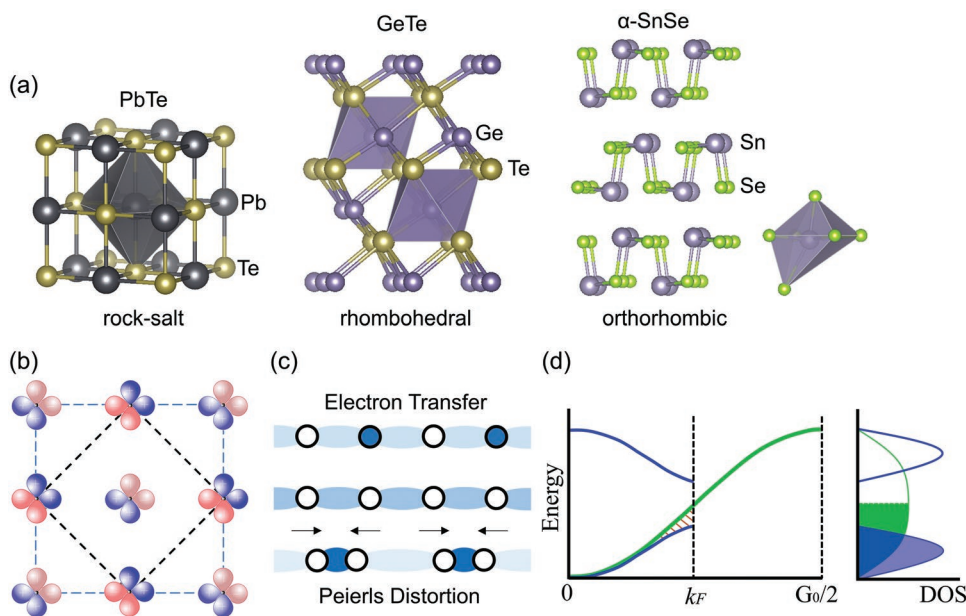 (a)
PbTe
Pb
Te
rock-salt
GeTe
Ge
Te
rhombohedral
α-SnSe
Sn
Se
orthorhombic
(b)
(c)
Electron Transfer
Peierls Distortion
(d)
Energy
0
kF
G0/2
DOS